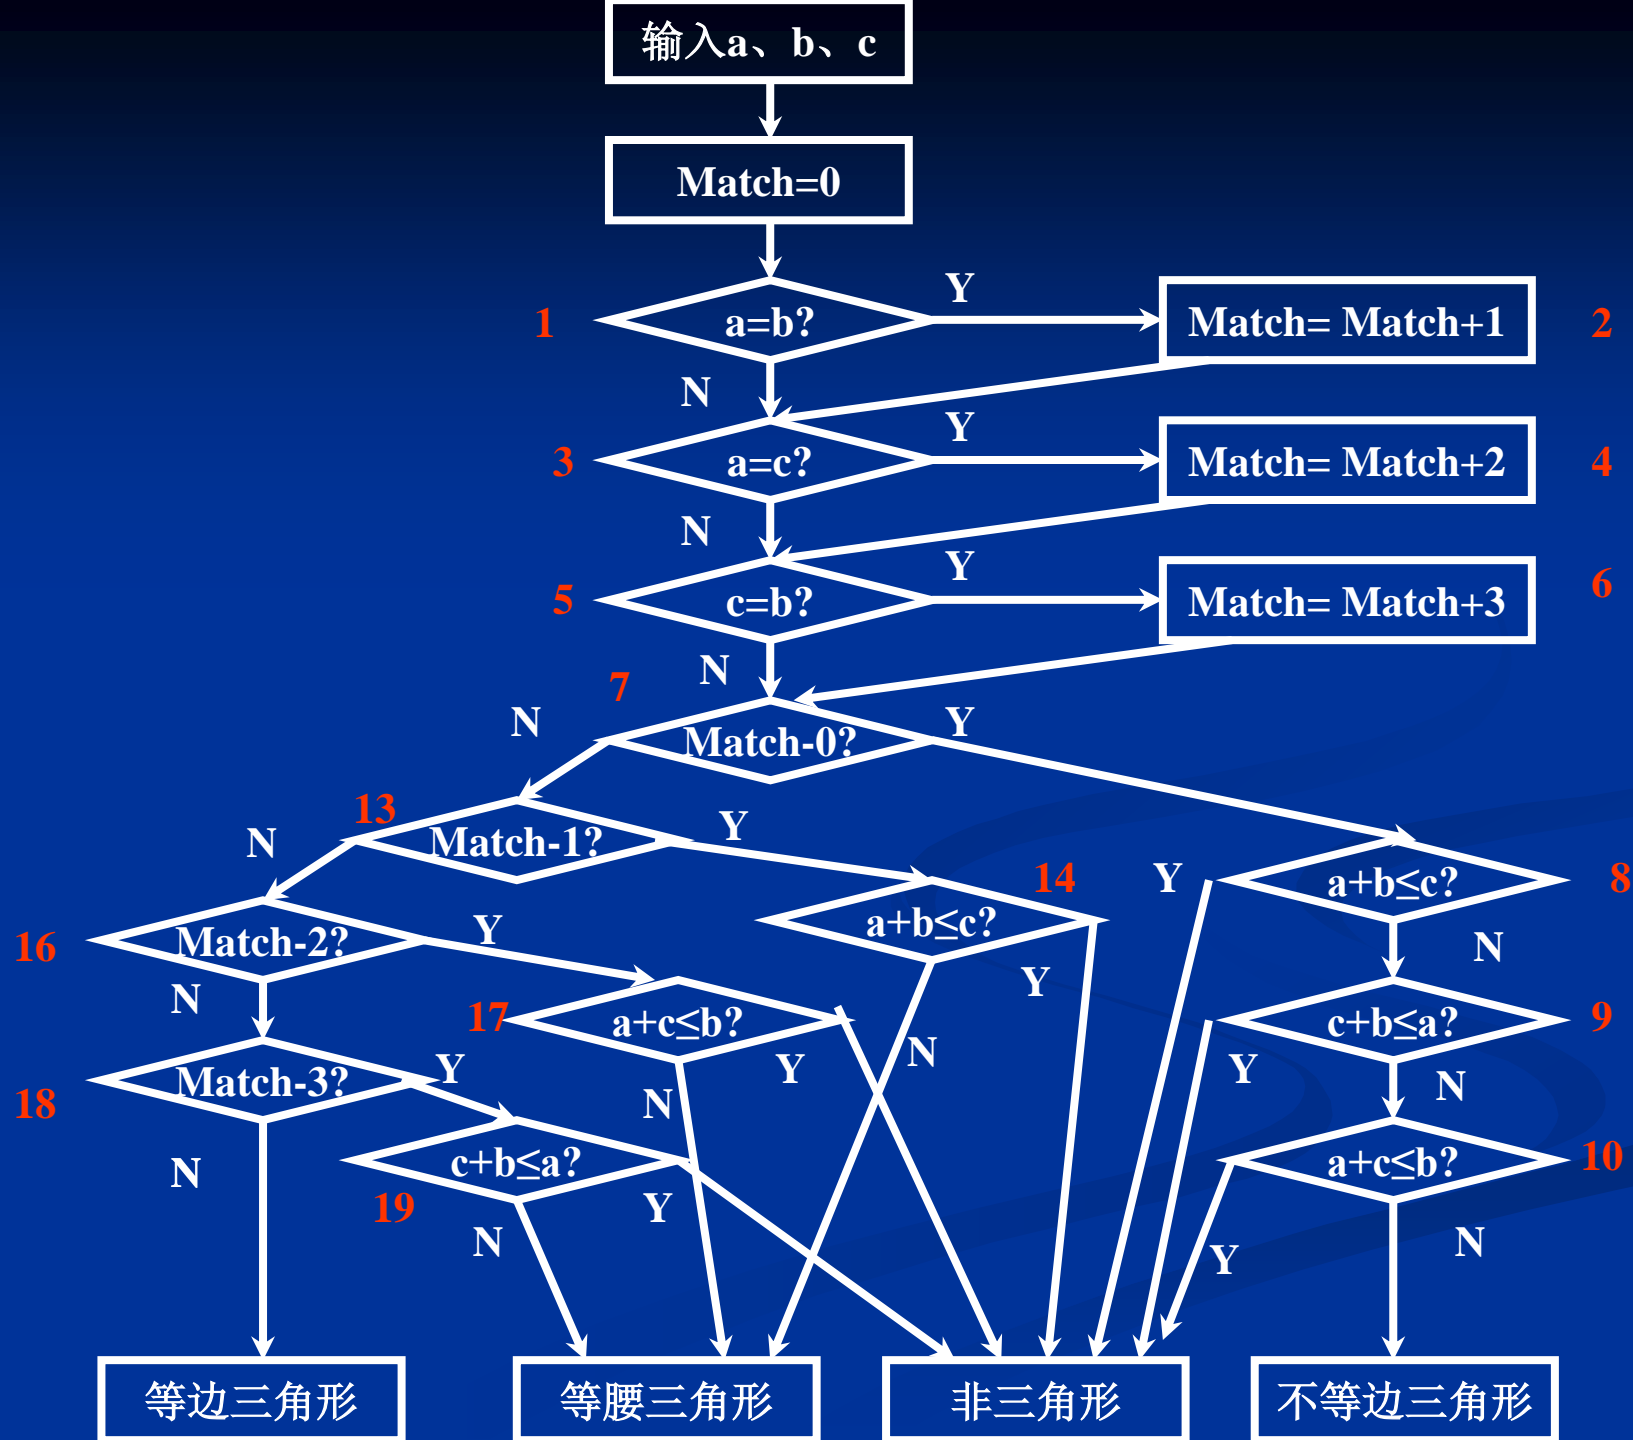 输入a、b、c
Match=0
Y
1
a=b?
Match= Match+1
2
N
Y
3
a=c?
Match= Match+2
4
N
Y
5
c=b?
Match= Match+3
6
N
7
N
Match-0?
Y
13
N
Match-1?
Y
14
Y
a+b≤c?
8
16
Match-2?
Y
a+b≤c?
N
N
Y
17
a+c≤b?
c+b≤a?
9
18
Match-3?
Y
N
Y
N
Y
N
N
c+b≤a?
a+c≤b?
10
19
Y
N
Y
N
等边三角形
等腰三角形
非三角形
不等边三角形